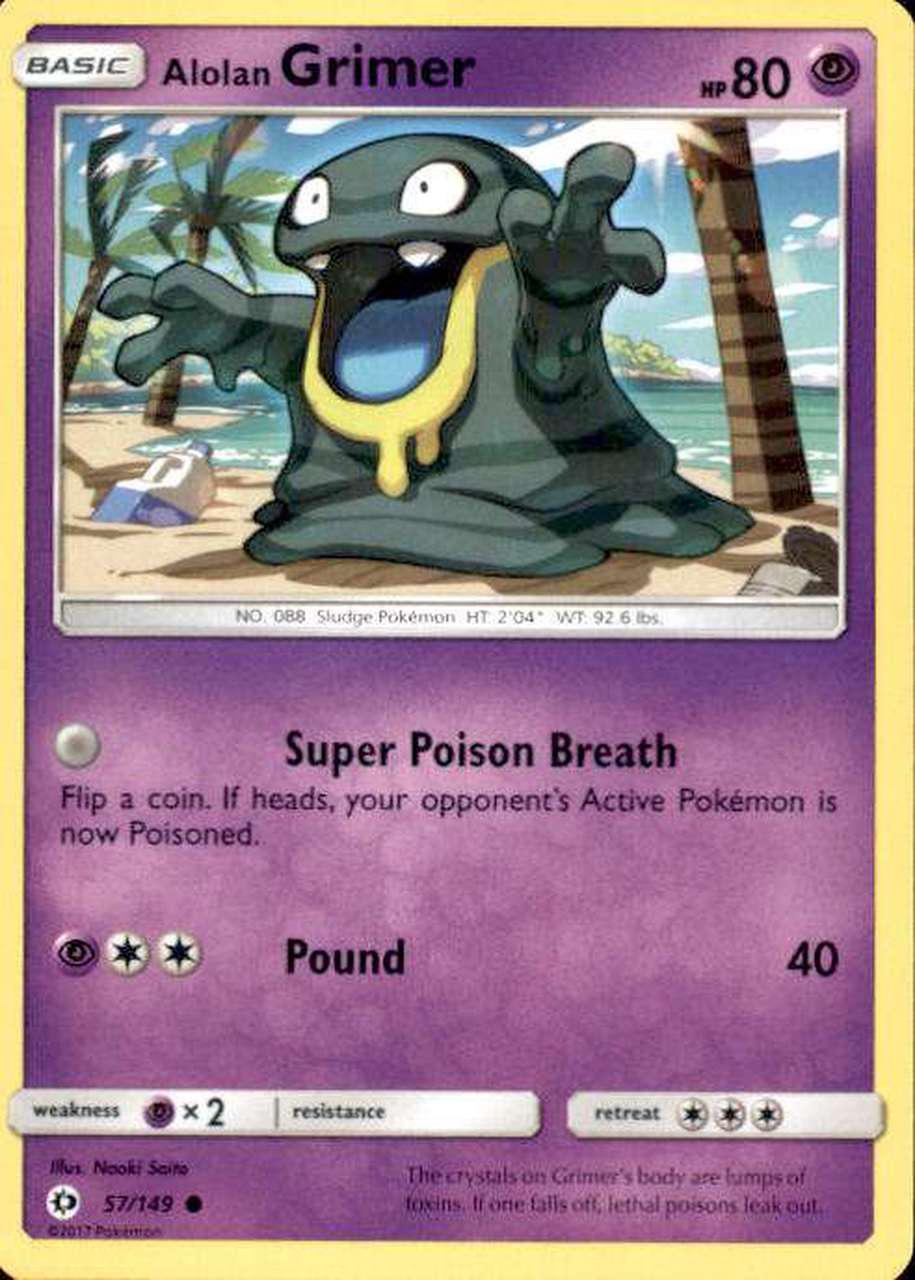 BASIC
Alolan Grimer
HP 80
NO. 088 Sludge Pokémon HT: 2'04" WT: 92.6 lbs.
Super Poison Breath
Flip a coin. If heads, your opponent's Active Pokémon is
now Poisoned.
Pound 40
weakness × 2 resistance
retreat
Illus. Naoki Saito
57/149
©2017 Pokémon
The crystals on Grimer's body are lumps of
toxins. If one falls off, lethal poisons leak out.